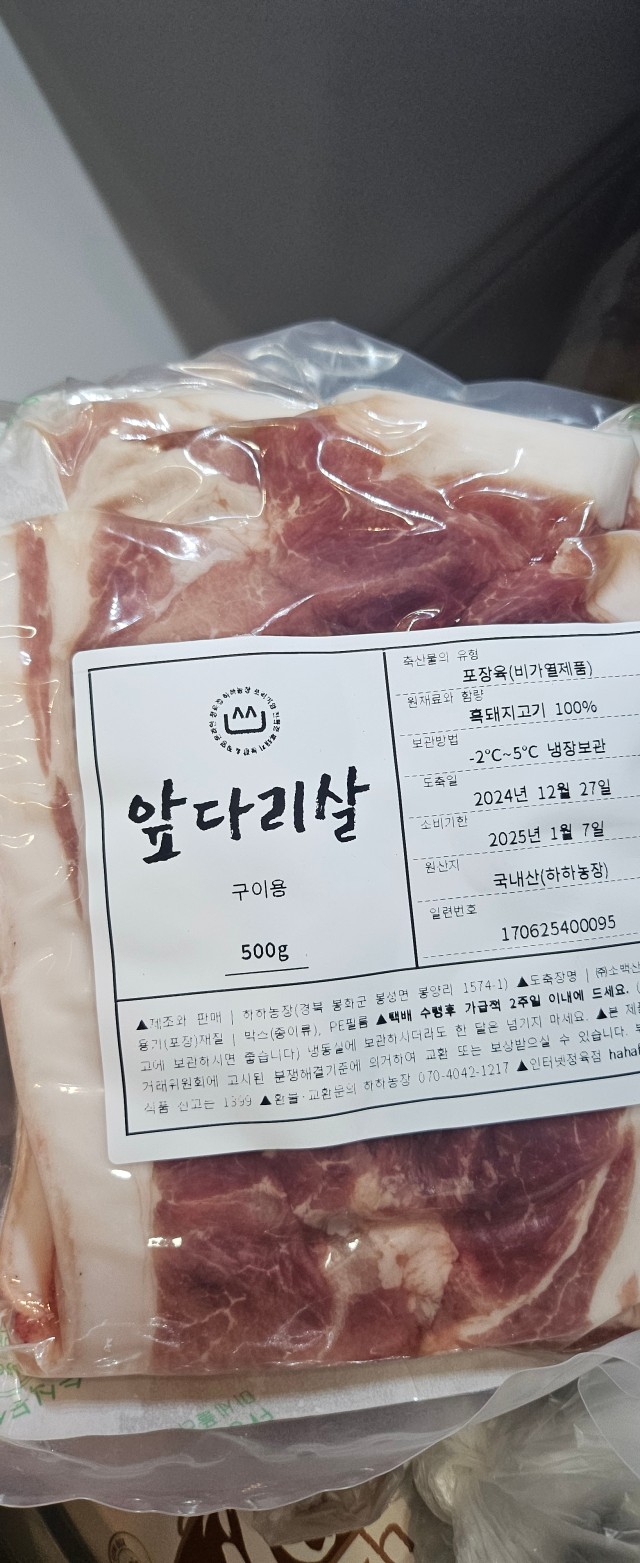 앞다리살
구이용
500g
축산물의 유형
포장육(비가열제품)
원재료와 함량
흑돼지고기 100%
보관방법
-2℃~5℃ 냉장보관
도축일
2024년 12월 27일
소비기한
2025년 1월 7일
원산지
국내산(하하농장)
일련번호
170625400095
▲제조와 판매 | 하하농장(경북 봉화군 봉성면 봉양리 1574-1) ▲도축장명 | ㈜소백산
용기(포장)재질 | 박스(종이류), PE필름 ▲택배 수령후 가급적 2주일 이내에 드세요.
고에 보관하시면 좋습니다) 냉동실에 보관하시더라도 한 달은 넘기지 마세요. ▲본 제품
거래위원회에 고시된 분쟁해결기준에 의거하여 교환 또는 보상받으실 수 있습니다.
식품 신고는 1399 ▲환불·교환문의 하하농장 070-4042-1217 ▲인터넷정육점 haha